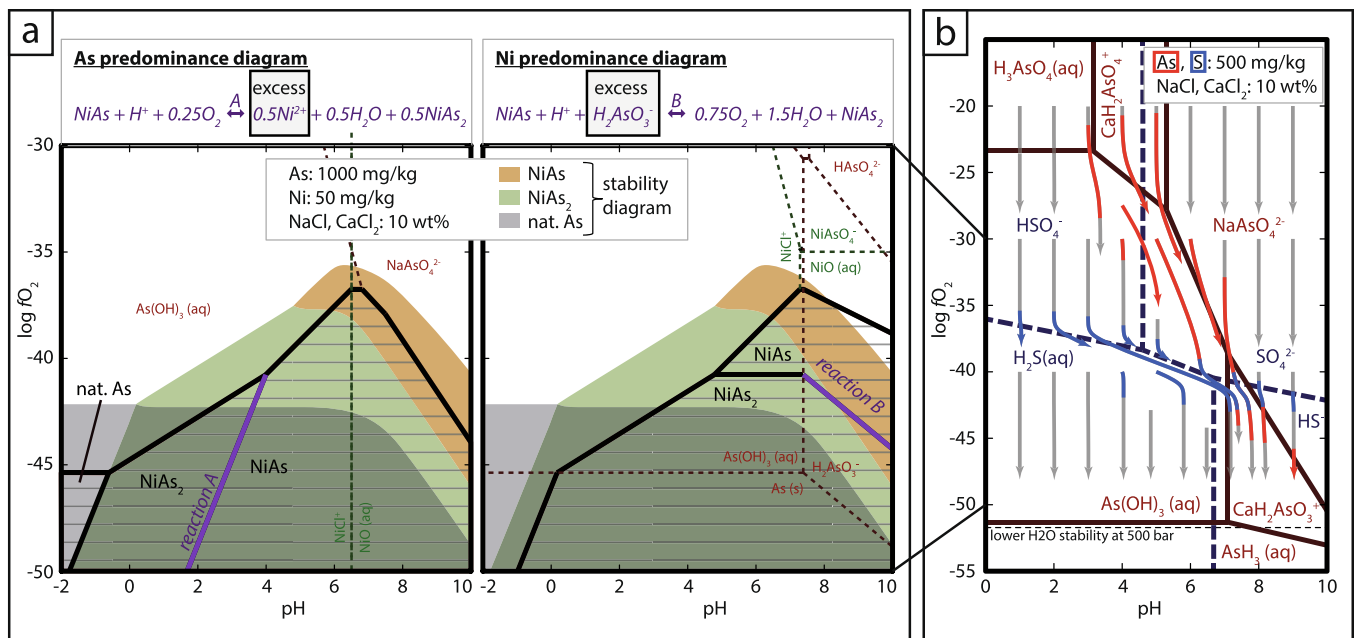 a
As predominance diagram
excess
NiAs + H⁺ + 0.25O₂ ↔ 0.5Ni²⁺ + 0.5H₂O + 0.5NiAs₂
A
Ni predominance diagram
excess
NiAs + H⁺ + H₂AsO₃⁻ ↔ 0.75O₂ + 1.5H₂O + NiAs₂
B
As: 1000 mg/kg
Ni: 50 mg/kg
NaCl, CaCl₂: 10 wt%
NiAs
NiAs₂
nat. As
stability
diagram
log fO₂
-30
-35
-40
-45
-50
As(OH)₃ (aq)
NaAsO₄²⁻
nat. As
NiAs₂
NiAs
reaction A
NiCl⁺
NiO (aq)
-2 0 2 4 6 8 10
pH
HAsO₄²⁻
NiCl⁺
NiAsO₄⁻
NiO (aq)
NiAs
NiAs₂
reaction B
As(OH)₃ (aq)
H₂AsO₃⁻
As (s)
-2 0 2 4 6 8 10
pH
b
As, S: 500 mg/kg
NaCl, CaCl₂: 10 wt%
H₃AsO₄(aq)
CaH₂AsO₄⁺
HSO₄⁻
NaAsO₄²⁻
H₂S(aq)
SO₄²⁻
HS⁻
As(OH)₃ (aq)
CaH₂AsO₃⁺
lower H2O stability at 500 bar
AsH₃ (aq)
log fO₂
-20
-25
-30
-35
-40
-45
-50
-55
0 2 4 6 8 10
pH